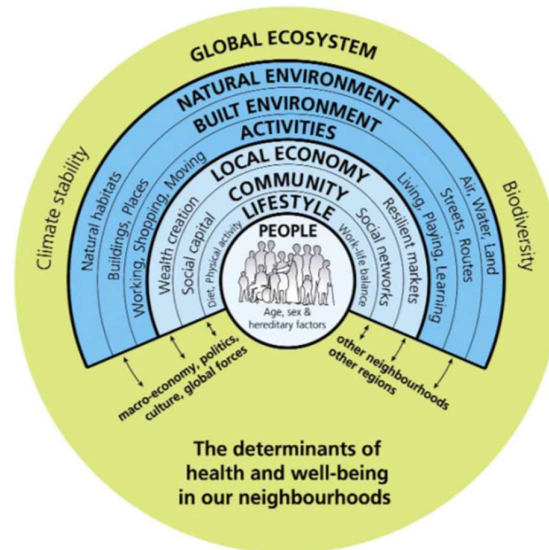 GLOBAL ECOSYSTEM
NATURAL ENVIRONMENT
BUILT ENVIRONMENT
ACTIVITIES
LOCAL ECONOMY
COMMUNITY
LIFESTYLE
PEOPLE
Age, sex &
hereditary factors
Climate stability
Natural habitats
Buildings, Places
Working, Shopping, Moving
Wealth creation
Social capital
Diet, Physical activity
Work-life balance
Social networks
Resilient markets
Living, Playing, Learning
Streets, Routes
Air, Water, Land
Biodiversity
macro-economy, politics,
culture, global forces
other neighbourhoods
other regions
The determinants of
health and well-being
in our neighbourhoods